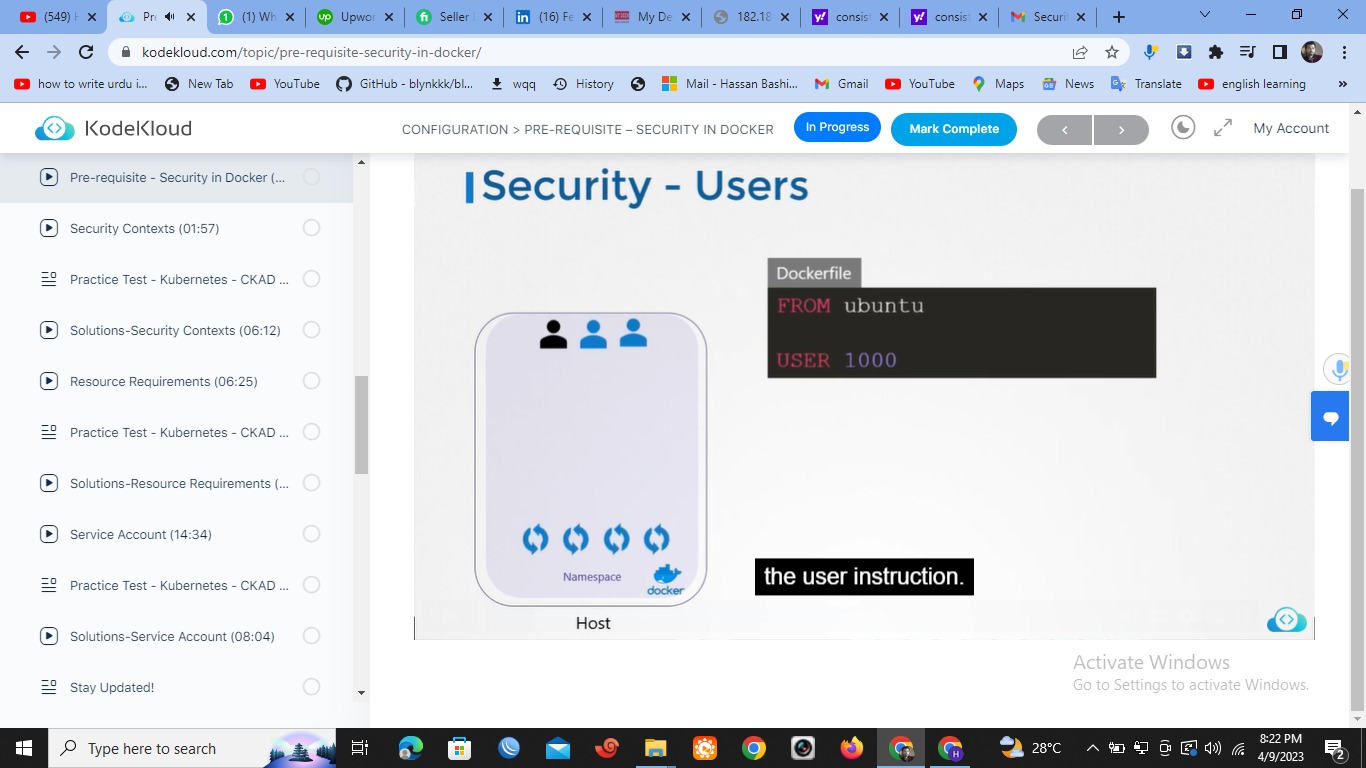 (549) H
Pre
(1) Wh
Upwor
Seller |
(16) Fe
My De
182.18
consist
consist
Securit
kodekloud.com/topic/pre-requisite-security-in-docker/
how to write urdu i...
New Tab
YouTube
GitHub - blynkkk/bl...
wqq
History
Mail - Hassan Bashi...
Gmail
YouTube
Maps
News
Translate
english learning
»
KodeKloud
CONFIGURATION > PRE-REQUISITE – SECURITY IN DOCKER
In Progress
Mark Complete
My Account
Pre-requisite - Security in Docker (...
Security Contexts (01:57)
Practice Test - Kubernetes - CKAD ...
Solutions-Security Contexts (06:12)
Resource Requirements (06:25)
Practice Test - Kubernetes - CKAD ...
Solutions-Resource Requirements (...
Service Account (14:34)
Practice Test - Kubernetes - CKAD ...
Solutions-Service Account (08:04)
Stay Updated!
Security - Users
Dockerfile
FROM ubuntu
USER 1000
Namespace
docker
Host
the user instruction.
Activate Windows
Go to Settings to activate Windows.
Type here to search
28°C
8:22 PM
4/9/2023
2